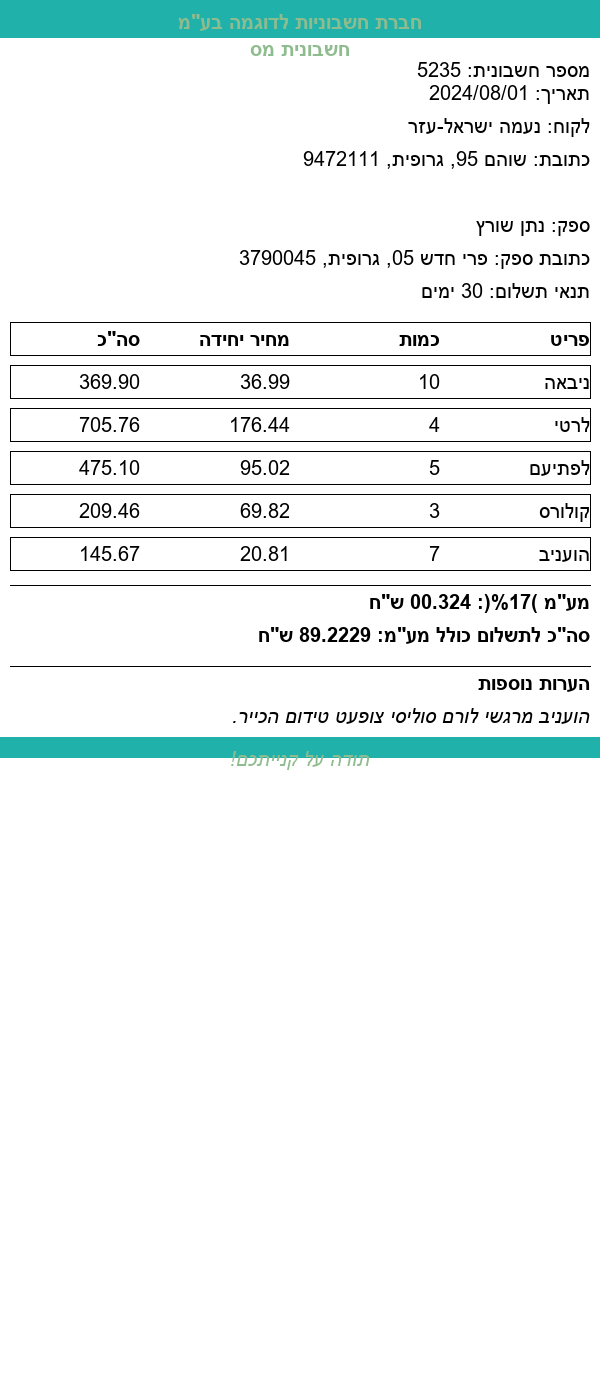 חברת חשבוניות לדוגמה בע"מ
חשבונית מס
מספר חשבונית: 5235
תאריך: 2024/08/01
לקוח: נעמה ישראל-עזר
כתובת: שוהם 95, גרופית, 9472111
ספק: נתן שורץ
כתובת ספק: פרי חדש 05, גרופית, 3790045
תנאי תשלום: 30 ימים
פריט כמות מחיר יחידה סה"כ
ניבאה 10 36.99 369.90
לרטי 4 176.44 705.76
לפתיעם 5 95.02 475.10
קולורס 3 69.82 209.46
הועניב 7 20.81 145.67
מע"מ )17%(: 00.324 ש"ח
סה"כ לתשלום כולל מע"מ: 89.2229 ש"ח
הערות נוספות
הועניב מרגשי לורם סוליסי צופעט טידום הכייר.
תודה על קנייתכם!